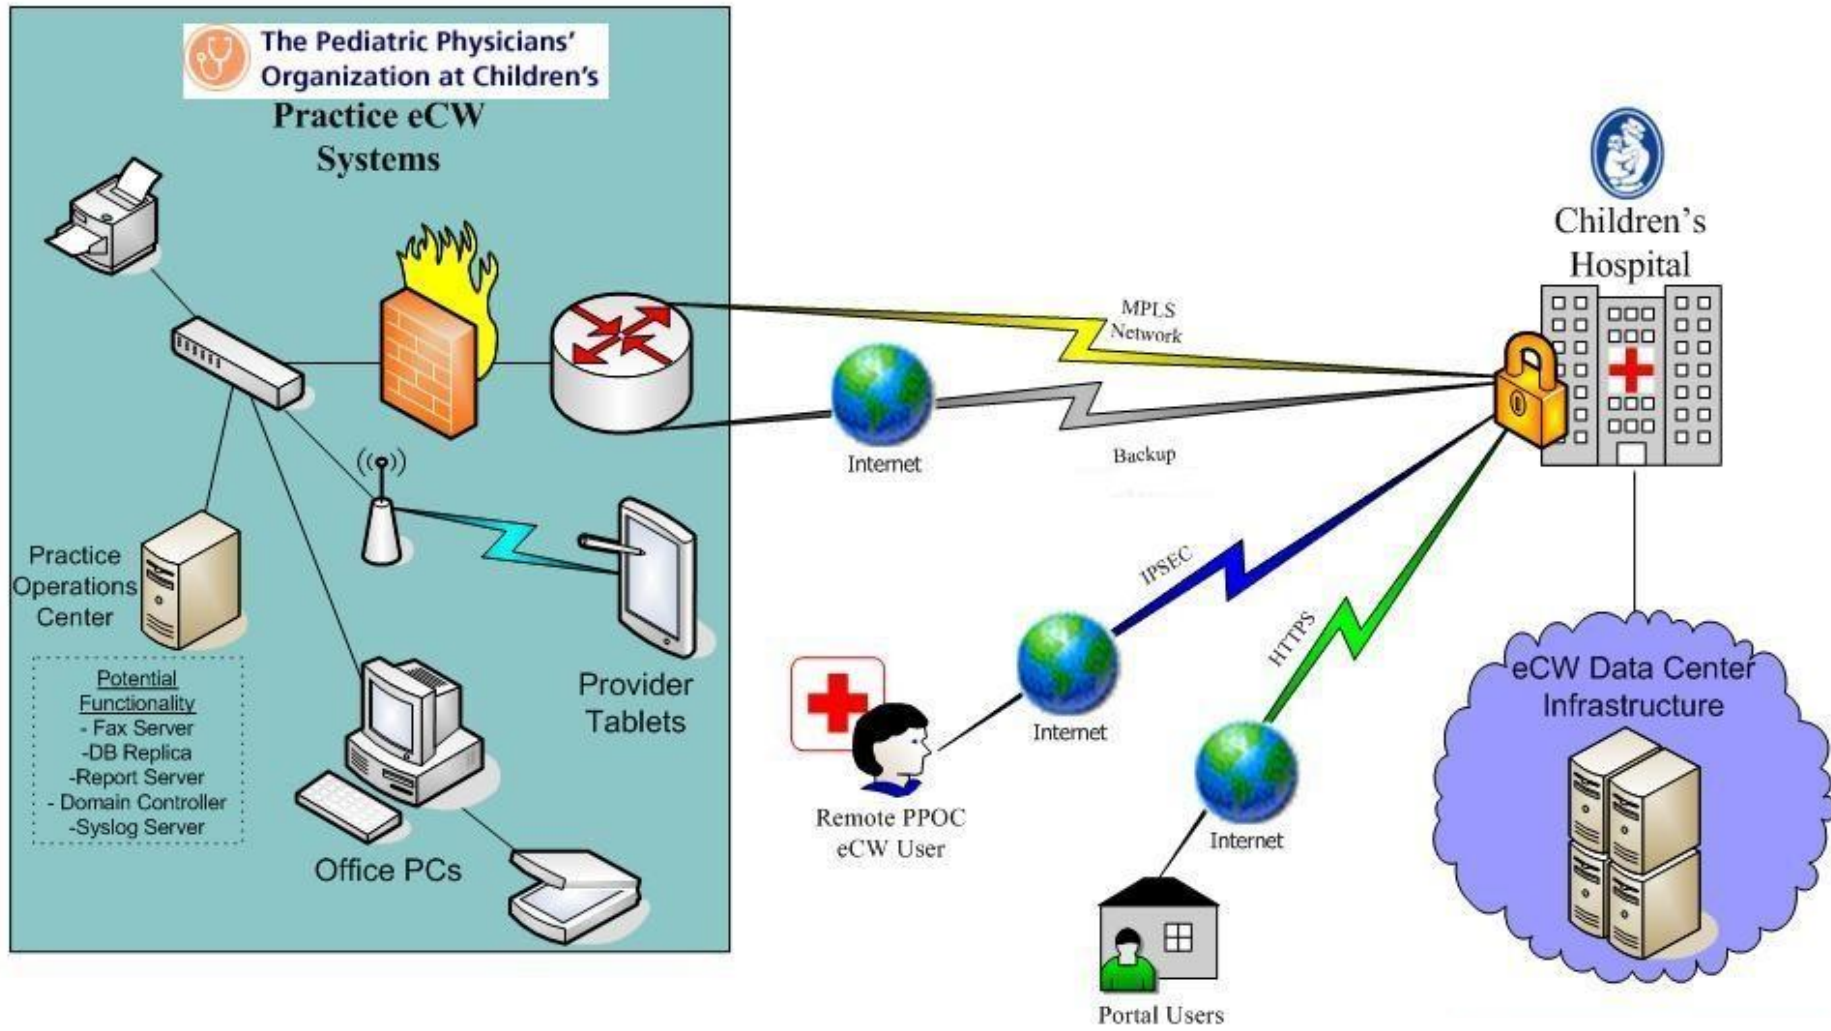 The Pediatric Physicians'
Organization at Children's
Practice eCW
Systems
Children's
Hospital
MPLS
Network
Internet
Backup
Practice
Operations
Center
IPSEC
HTTPS
Potential
Functionality
- Fax Server
-DB Replica
-Report Server
- Domain Controller
-Syslog Server
Provider
Tablets
Internet
eCW Data Center
Infrastructure
Remote PPOC
eCW User
Internet
Office PCs
Portal Users